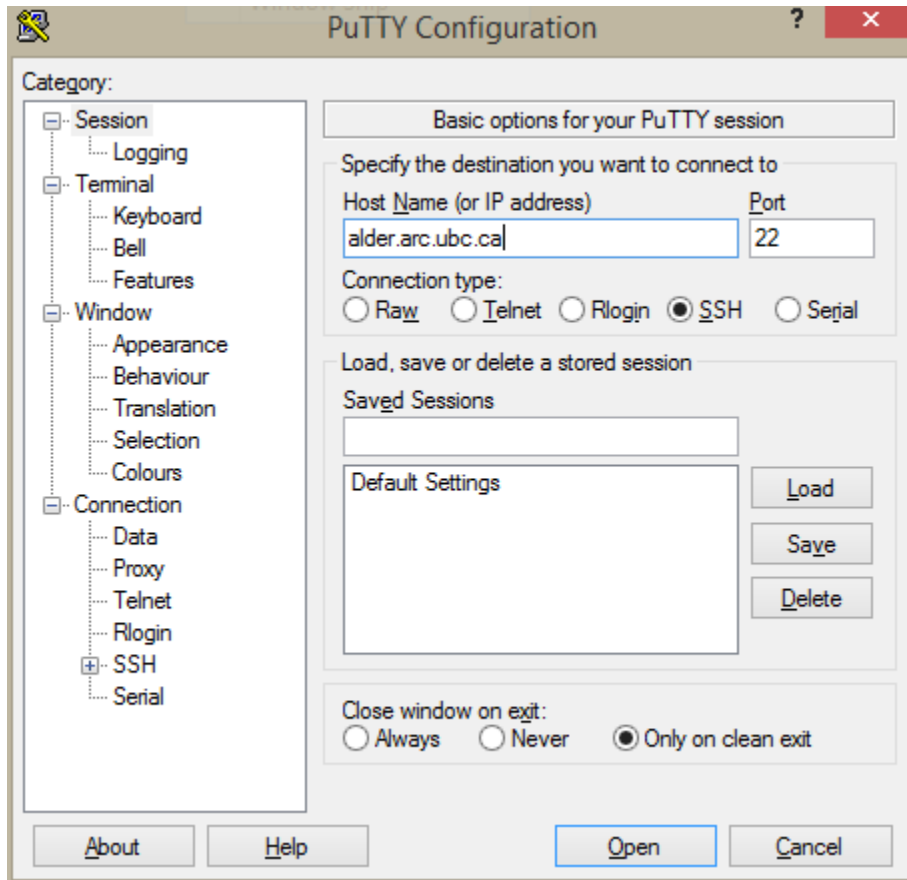 PuTTY Configuration
?
Category:
Session
Logging
Terminal
Keyboard
Bell
Features
Window
Appearance
Behaviour
Translation
Selection
Colours
Connection
Data
Proxy
Telnet
Rlogin
SSH
Serial
Basic options for your PuTTY session
Specify the destination you want to connect to
Host Name (or IP address) Port
alder.arc.ubc.ca 22
Connection type:
Raw Telnet Rlogin SSH Serial
Load, save or delete a stored session
Saved Sessions
Default Settings
Load
Save
Delete
Close window on exit:
Always Never Only on clean exit
About Help Open Cancel